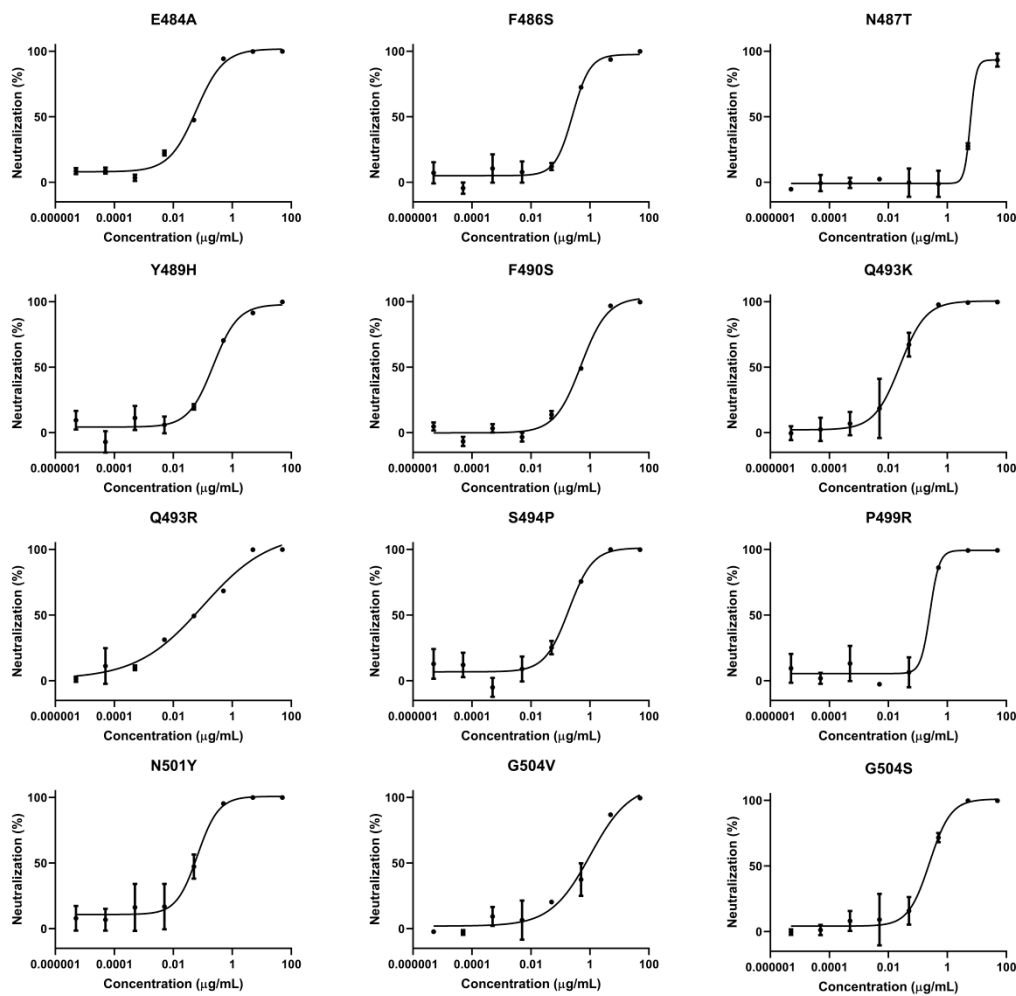 E484A F486S N487T
Neutralization (%) Neutralization (%) Neutralization (%)
100 100 100
50 50 50
0 0 0
0.000001 0.0001 0.01 1 100 0.000001 0.0001 0.01 1 100 0.000001 0.0001 0.01 1 100
Concentration (μg/mL) Concentration (μg/mL) Concentration (μg/mL)
Y489H F490S Q493K
Neutralization (%) Neutralization (%) Neutralization (%)
100 100 100
50 50 50
0 0 0
0.000001 0.0001 0.01 1 100 0.000001 0.0001 0.01 1 100 0.000001 0.0001 0.01 1 100
Concentration (μg/mL) Concentration (μg/mL) Concentration (μg/mL)
Q493R S494P P499R
Neutralization (%) Neutralization (%) Neutralization (%)
100 100 100
50 50 50
0 0 0
0.000001 0.0001 0.01 1 100 0.000001 0.0001 0.01 1 100 0.000001 0.0001 0.01 1 100
Concentration (μg/mL) Concentration (μg/mL) Concentration (μg/mL)
N501Y G504V G504S
Neutralization (%) Neutralization (%) Neutralization (%)
100 100 100
50 50 50
0 0 0
0.000001 0.0001 0.01 1 100 0.000001 0.0001 0.01 1 100 0.000001 0.0001 0.01 1 100
Concentration (μg/mL) Concentration (μg/mL) Concentration (μg/mL)